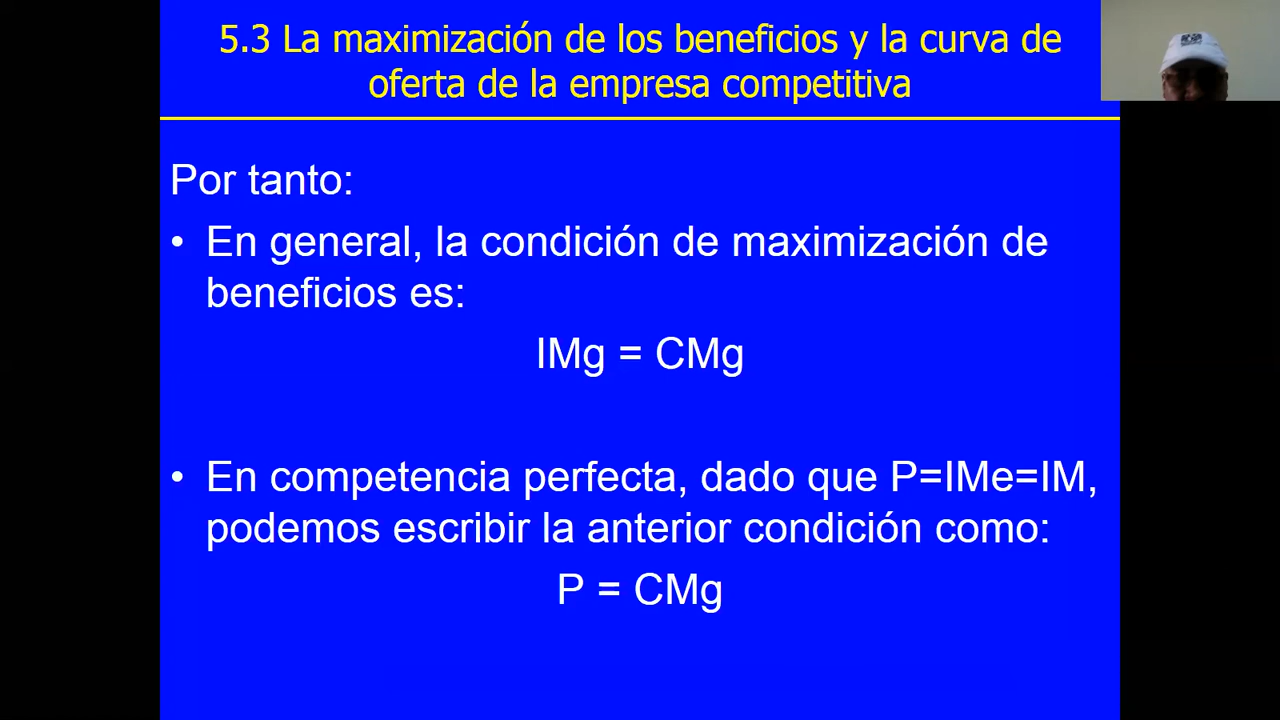 5.3 La maximización de los beneficios y la curva de
oferta de la empresa competitiva
Por tanto:
• En general, la condición de maximización de
beneficios es:
IMg = CMg
• En competencia perfecta, dado que P=IMe=IM,
podemos escribir la anterior condición como:
P = CMg